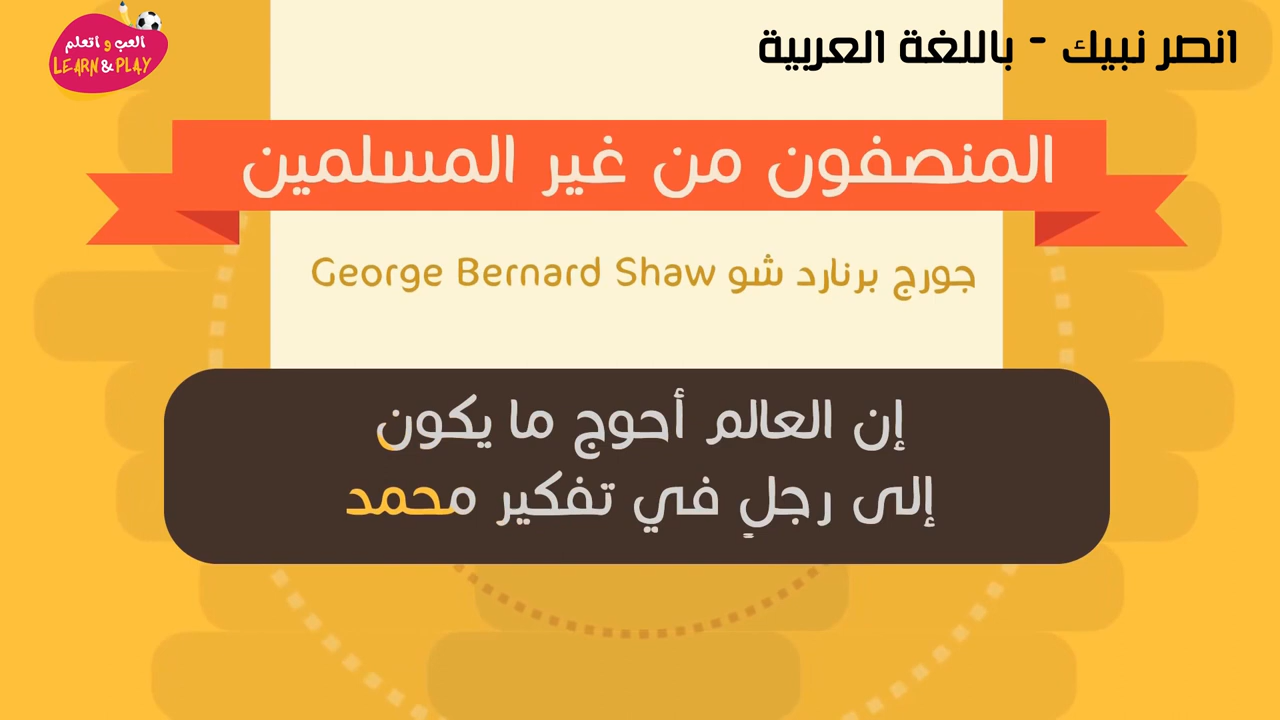 العب و اتعلم
LEARN & PLAY
انصر نبيك - باللغة العربية
المنصفون من غير المسلمين
جورج برنارد شو George Bernard Shaw
إن العالم أحوج ما يكون
إلى رجلٍ في تفكير محمد